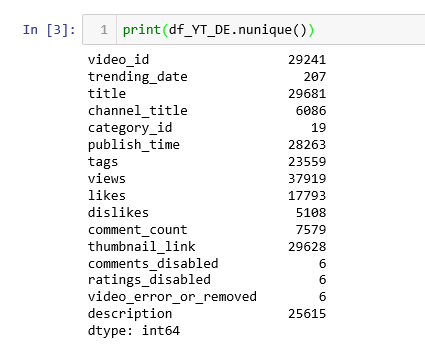 In [3]: 1 print(df_YT_DE.nunique())
video_id 29241
trending_date 207
title 29681
channel_title 6086
category_id 19
publish_time 28263
tags 23559
views 37919
likes 17793
dislikes 5108
comment_count 7579
thumbnail_link 29628
comments_disabled 6
ratings_disabled 6
video_error_or_removed 6
description 25615
dtype: int64